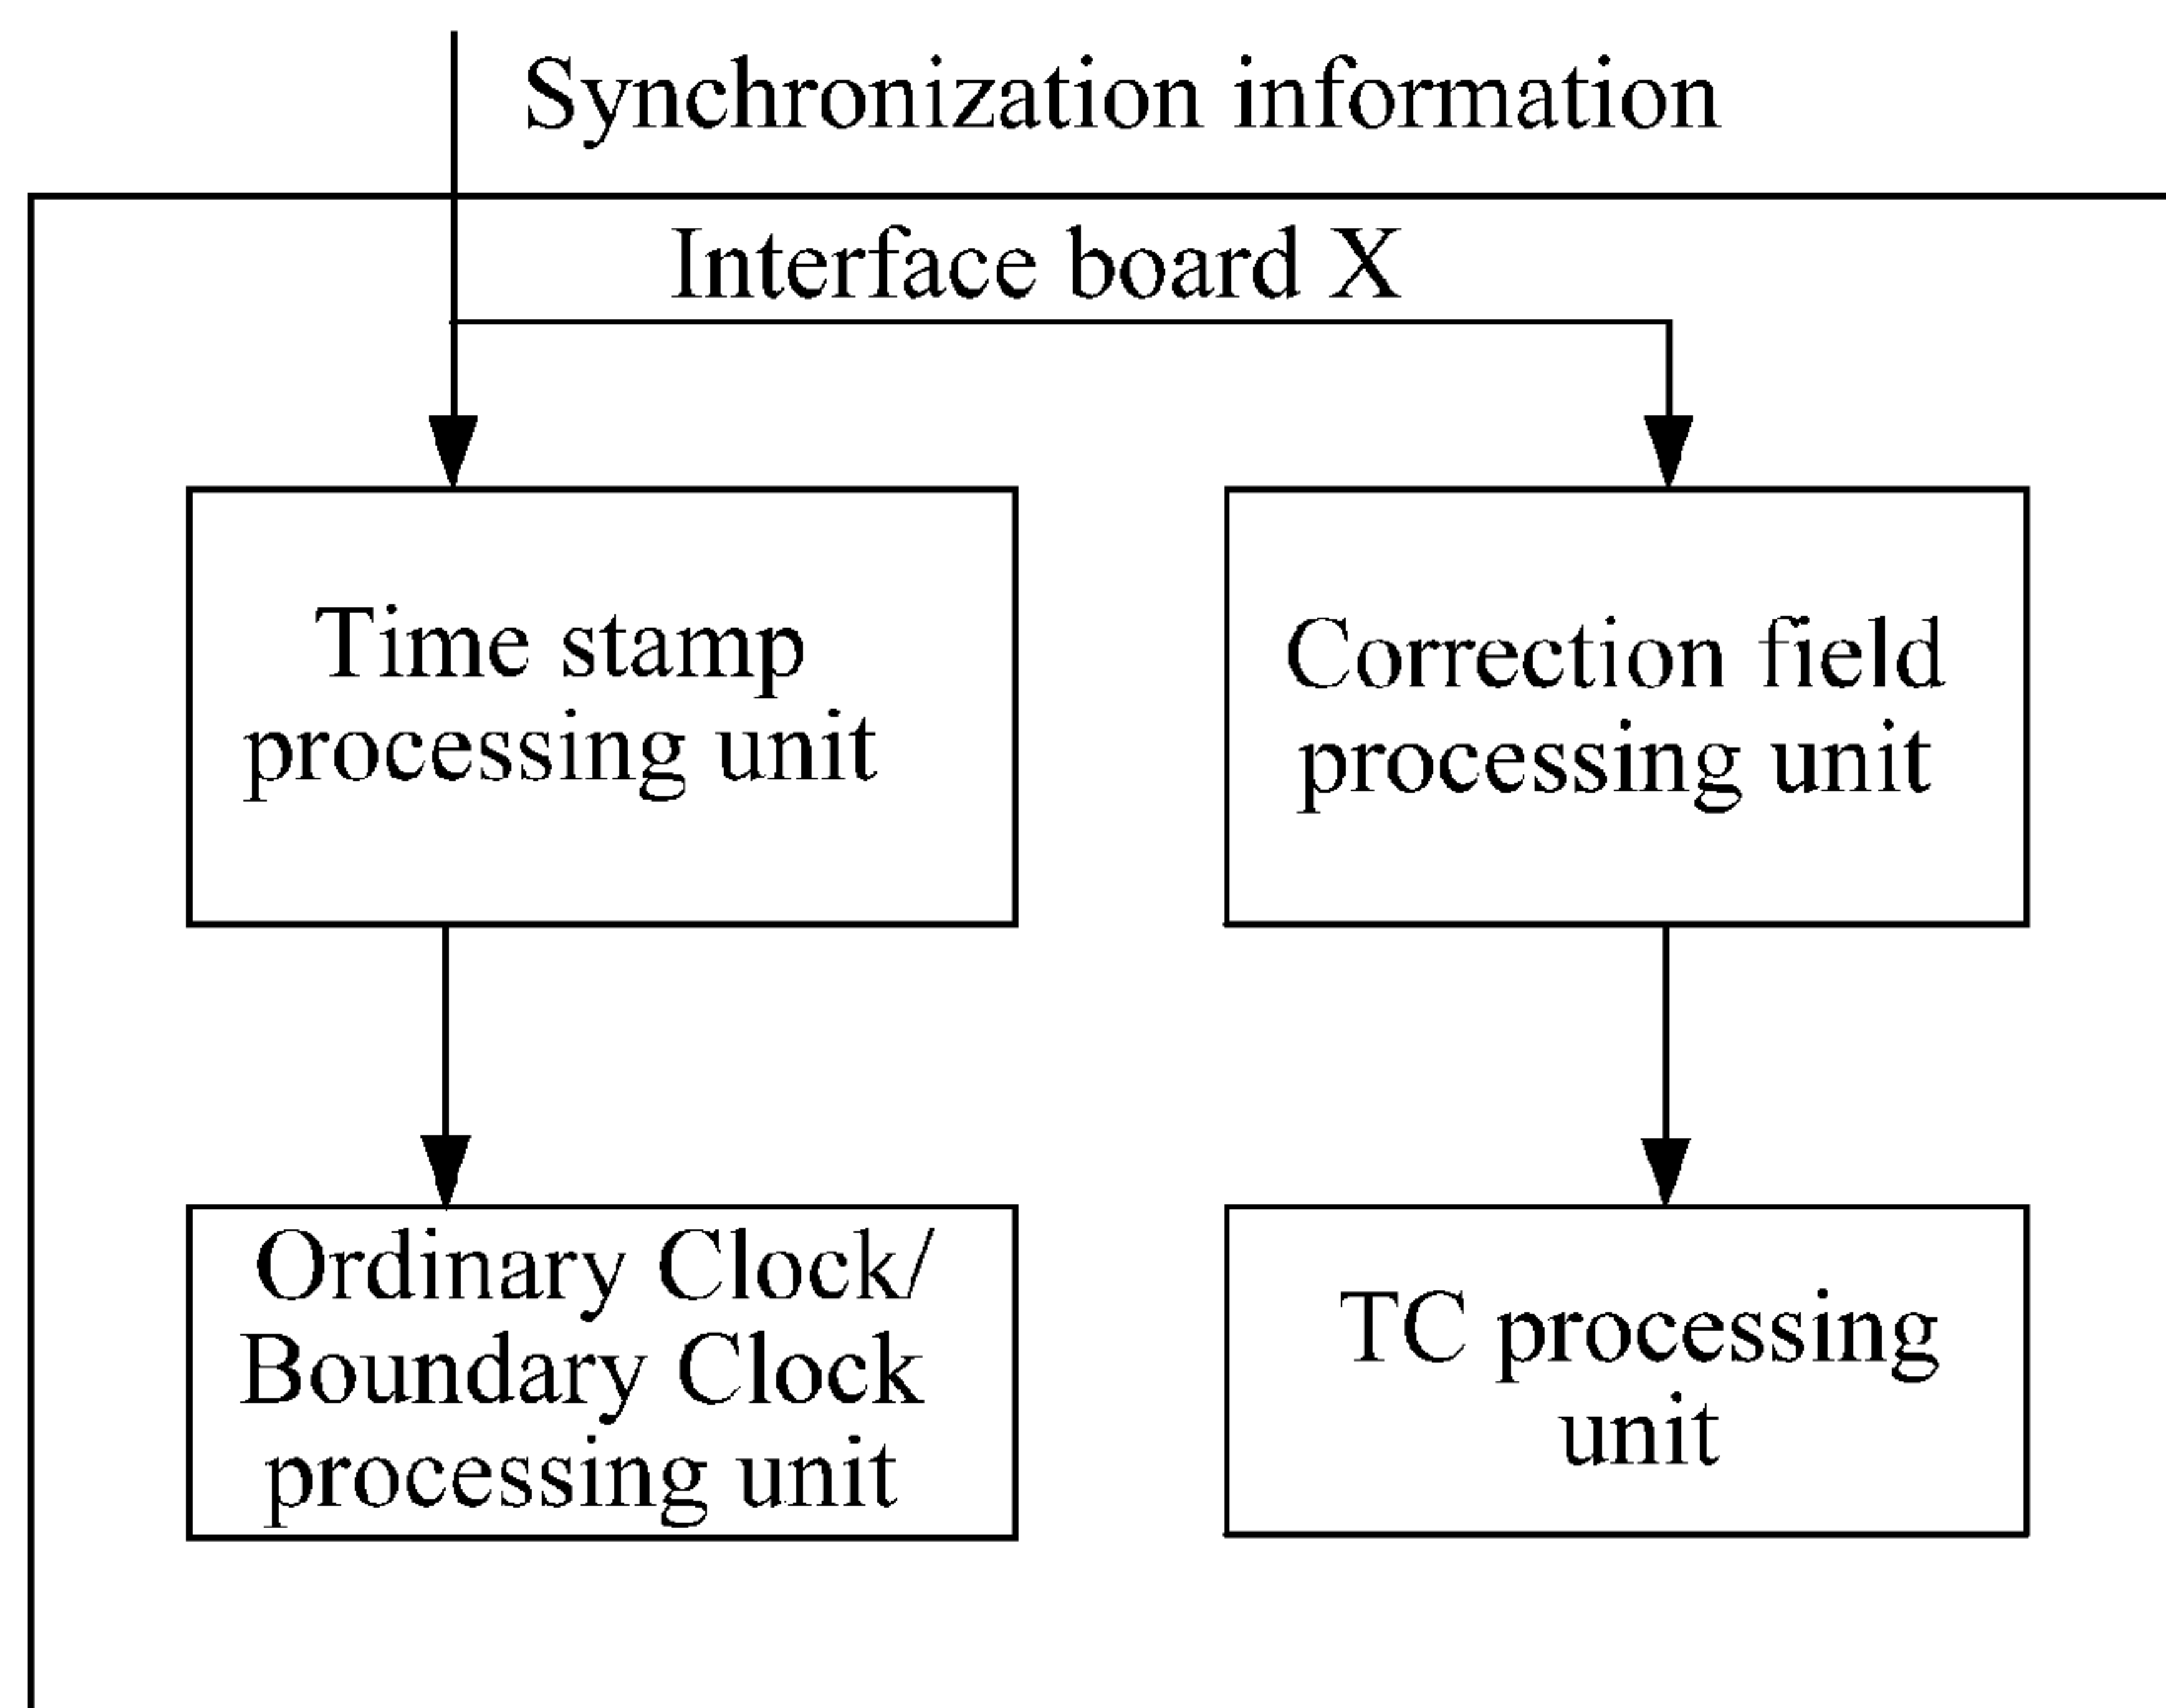 Synchronization information
Interface board X
Time stamp
processing unit
Correction field
processing unit
Ordinary Clock/
Boundary Clock
processing unit
TC processing
unit